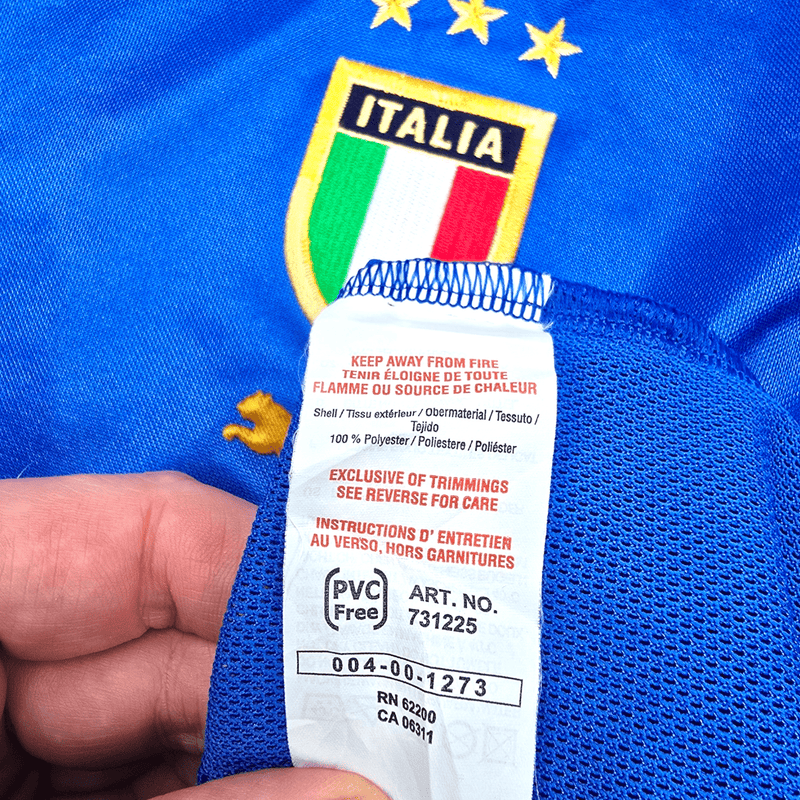 ITALIA
KEEP AWAY FROM FIRE
TENIR ÉLOIGNE DE TOUTE
FLAMME OU SOURCE DE CHALEUR
Shell / Tissu extérieur / Obermaterial / Tessuto /
Tejido
100 % Polyester / Poliestere / Poliéster
EXCLUSIVE OF TRIMMINGS
SEE REVERSE FOR CARE
INSTRUCTIONS D' ENTRETIEN
AU VERSO, HORS GARNITURES
PVC
Free
ART. NO.
731225
004-00-1273
RN 62200
CA 06311